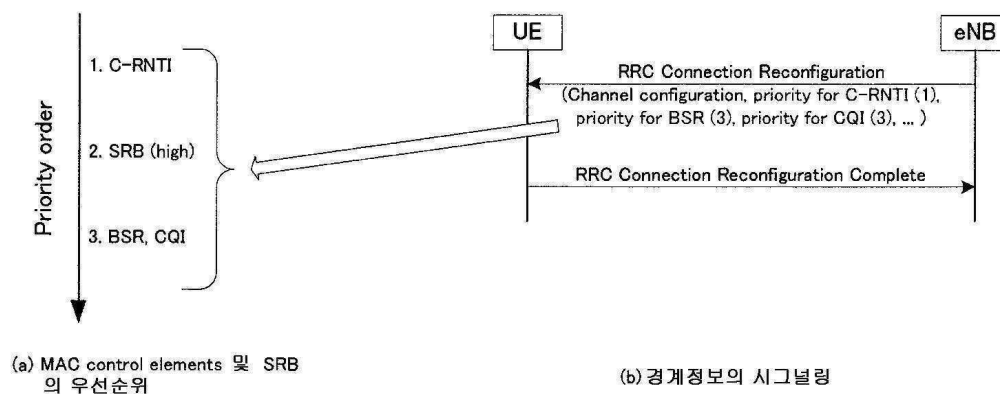 Priority order
1. C-RNTI
2. SRB (high)
3. BSR, CQI
(a) MAC control elements 및 SRB
의 우선순위
UE
eNB
RRC Connection Reconfiguration
(Channel configuration, priority for C-RNTI (1),
priority for BSR (3), priority for CQI (3), ... )
RRC Connection Reconfiguration Complete
(b) 경계정보의 시그널링